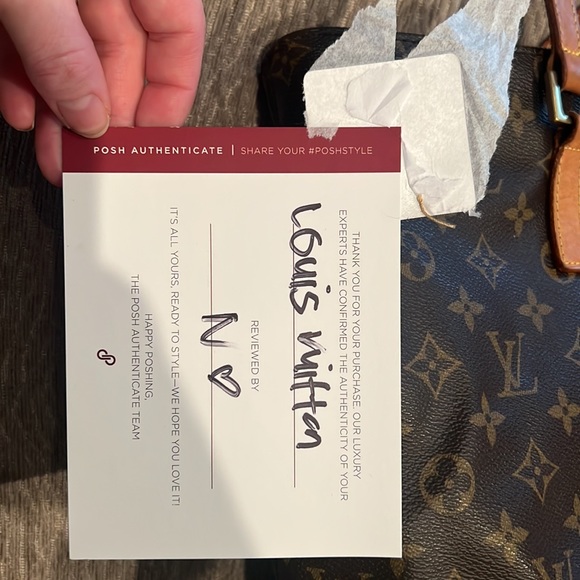 POSH AUTHENTICATE | SHARE YOUR #POSHSTYLE
THANK YOU FOR YOUR PURCHASE. OUR LUXURY
EXPERTS HAVE CONFIRMED THE AUTHENTICITY OF YOUR
Louis Vuitton
REVIEWED BY
N ♡
IT'S ALL YOURS, READY TO STYLE—WE HOPE YOU LOVE IT!
HAPPY POSHING,
THE POSH AUTHENTICATE TEAM